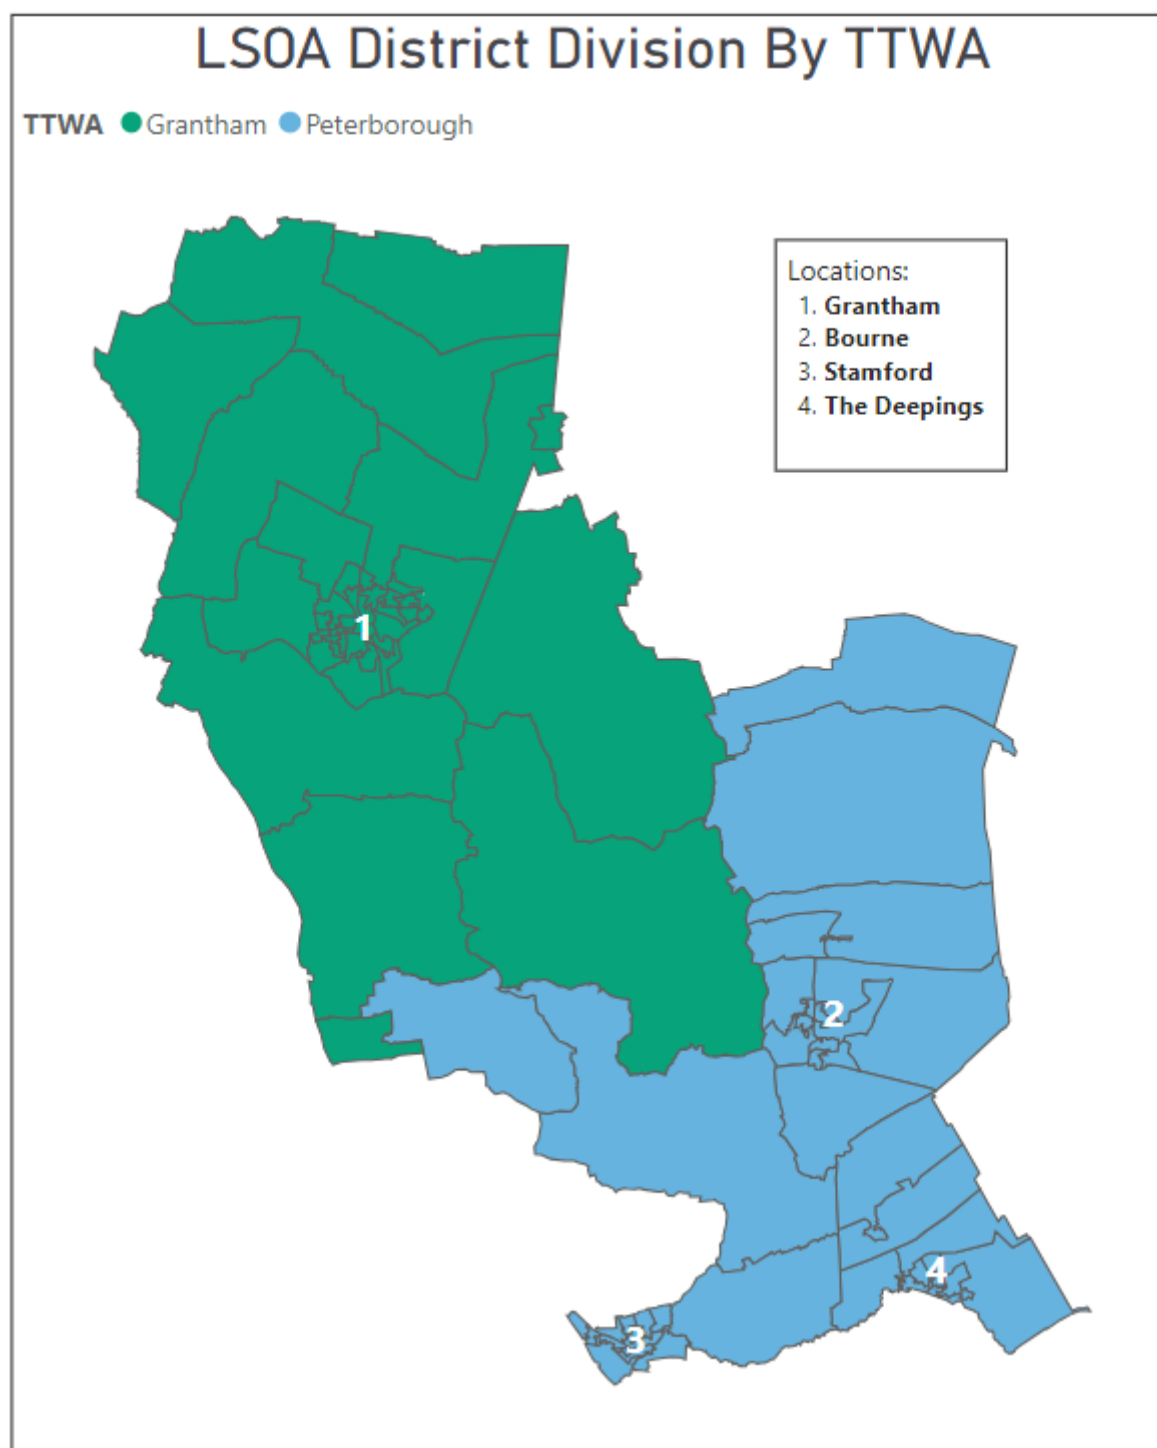 LSOA District Division By TTWA
TTWA Grantham Peterborough
Locations:
1. Grantham
2. Bourne
3. Stamford
4. The Deepings
1
2
4
3